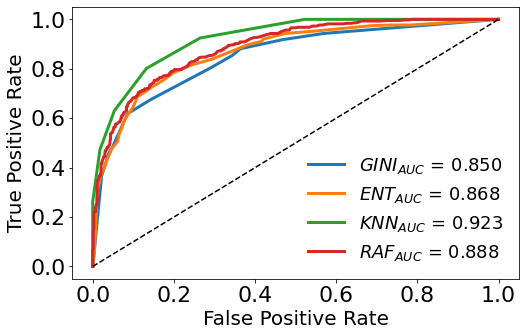 True Positive Rate
1.0
0.8
0.6
0.4
0.2
0.0
GINI_AUC = 0.850
ENT_AUC = 0.868
KNN_AUC = 0.923
RAF_AUC = 0.888
0.0 0.2 0.4 0.6 0.8 1.0
False Positive Rate